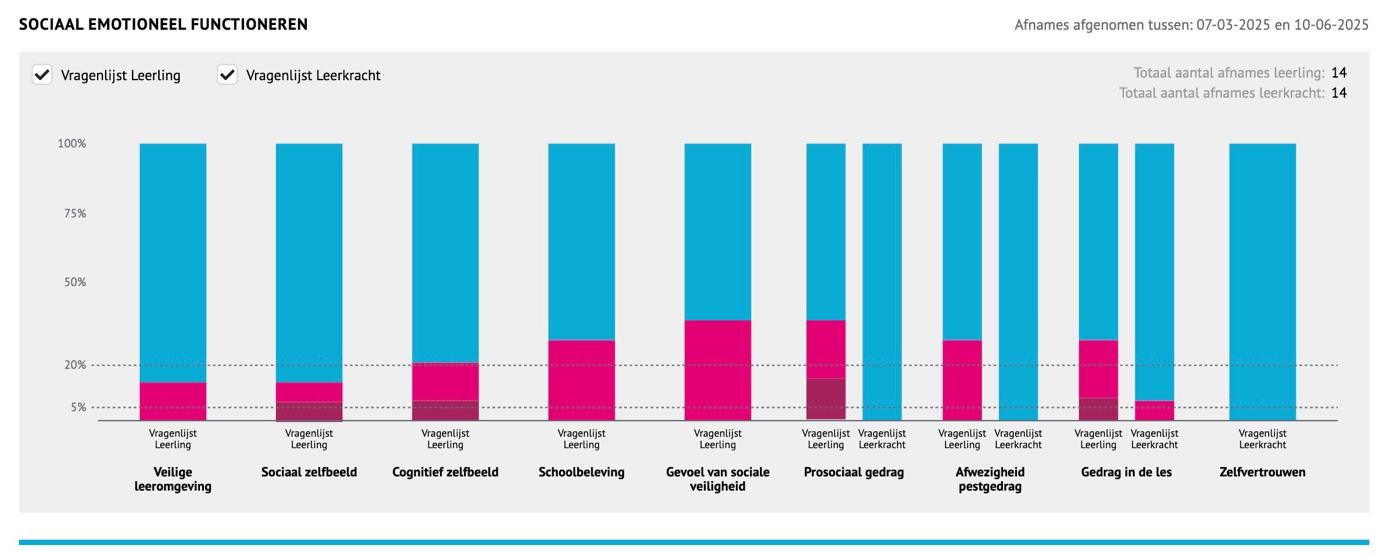 SOCIAAL EMOTIONEEL FUNCTIONEREN
Afnames afgenomen tussen: 07-03-2025 en 10-06-2025
Vragenlijst Leerling
Vragenlijst Leerkracht
Totaal aantal afnames leerling: 14
Totaal aantal afnames leerkracht: 14
100%
75%
50%
20%
5%
Vragenlijst
Leerling
Veilige
leeromgeving
Vragenlijst
Leerling
Sociaal zelfbeeld
Vragenlijst
Leerling
Cognitief zelfbeeld
Vragenlijst
Leerling
Schoolbeleving
Vragenlijst
Leerling
Gevoel van sociale
veiligheid
Vragenlijst
Leerling
Vragenlijst
Leerkracht
Prosociaal gedrag
Vragenlijst
Leerling
Vragenlijst
Leerkracht
Afwezigheid
pestgedrag
Vragenlijst
Leerling
Vragenlijst
Leerkracht
Gedrag in de les
Vragenlijst
Leerkracht
Zelfvertrouwen